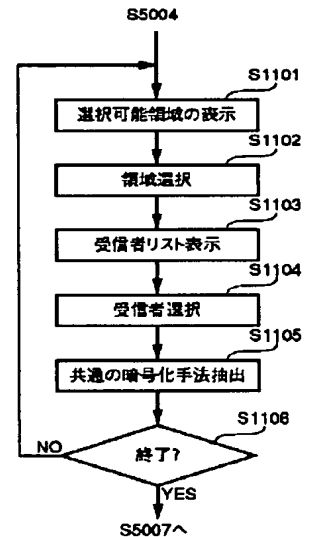 S5004
S1101
選択可能領域の表示
S1102
領域選択
S1103
受信者リスト表示
S1104
受信者選択
S1105
共通の暗号化手法抽出
S1106
終了?
NO
YES
S5007へ